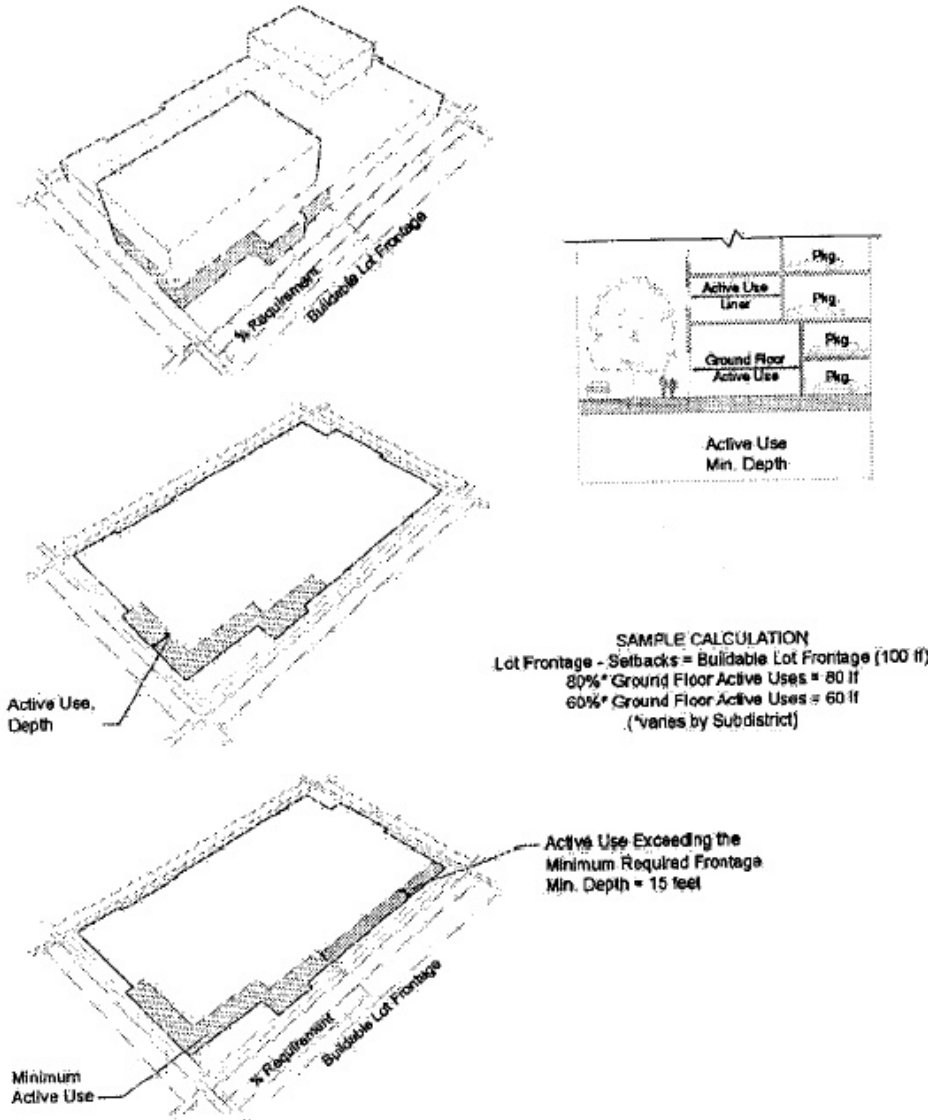 % Requirement
Buildable Lot Frontage
Pkg.
Active Use
Liner
Pkg.
Pkg.
Ground Floor
Active Use
Pkg.
Active Use
Min. Depth
Active Use
Depth
SAMPLE CALCULATION
Lot Frontage - Setbacks = Buildable Lot Frontage (100 lf)
80%* Ground Floor Active Uses = 80 lf
60%* Ground Floor Active Uses = 60 lf
(*varies by Subdistrict)
Active Use Exceeding the
Minimum Required Frontage
Min. Depth = 15 feet
% Requirement
Buildable Lot Frontage
Minimum
Active Use